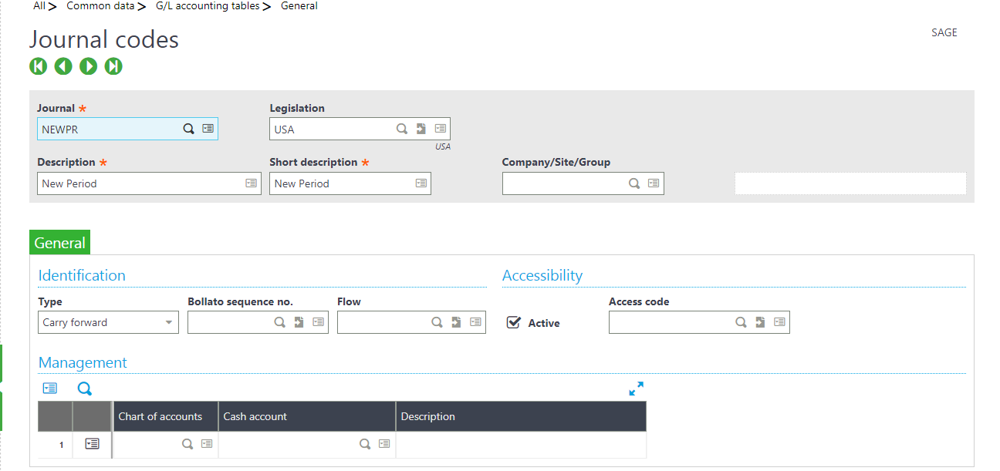 All > Common data > G/L accounting tables > General
Journal codes
SAGE
Journal * Legislation
NEWPR USA
USA
Description * Short description * Company/Site/Group
New Period New Period
General
Identification Accessibility
Type Bollato sequence no. Flow Access code
Carry forward Active
Management
Chart of accounts Cash account Description
1